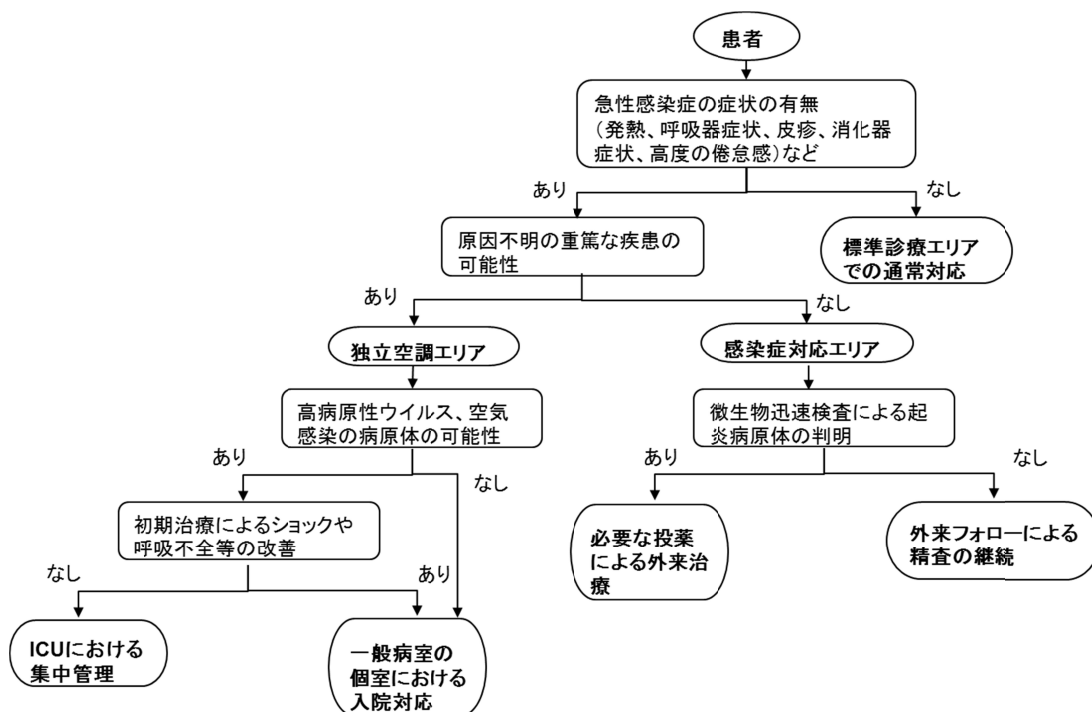 患者
急性感染症の症状の有無
(発熱、呼吸器症状、皮疹、消化器
症状、高度の倦怠感)など
あり
なし
原因不明の重篤な疾患の
可能性
標準診療エリア
での通常対応
あり
なし
独立空調エリア
感染症対応エリア
高病原性ウイルス、空気
感染の病原体の可能性
微生物迅速検査による起
炎病原体の判明
あり
なし
あり
なし
初期治療によるショックや
呼吸不全等の改善
必要な投薬
による外来治
療
外来フォローによる
精査の継続
なし
あり
ICUにおける
集中管理
一般病室の
個室における
入院対応